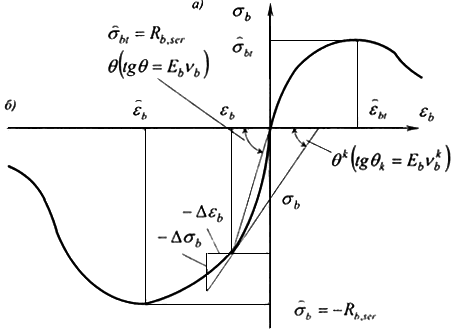 а)
σ_b
σ̂_bt = R_b,ser
σ̂_bt
θ(tgθ = E_b ν_b)
б)
ε̂_b
ε_b
ε̂_bt
ε_b
θ^k(tgθ_k = E_b ν_b^k)
σ_b
−Δε_b
−Δσ_b
σ̂_b = −R_b,ser